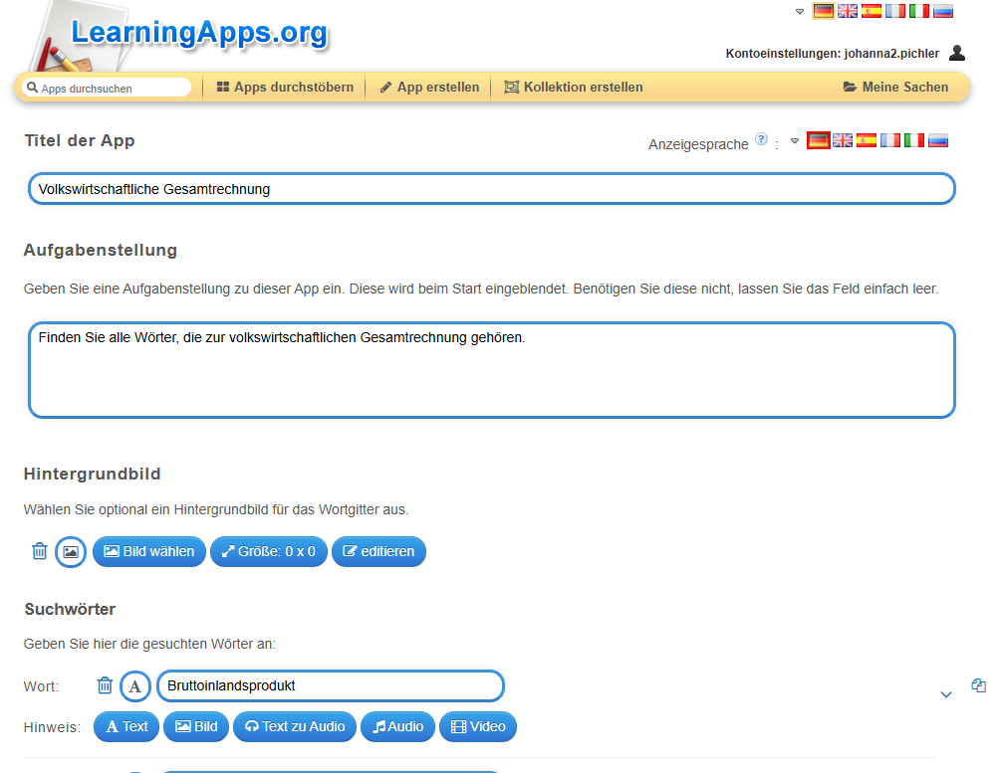 LearningApps.org
Kontoeinstellungen: johanna2.pichler
Apps durchsuchen
Apps durchstöbern
App erstellen
Kollektion erstellen
Meine Sachen
Titel der App
Anzeigesprache ? :
Volkswirtschaftliche Gesamtrechnung
Aufgabenstellung
Geben Sie eine Aufgabenstellung zu dieser App ein. Diese wird beim Start eingeblendet. Benötigen Sie diese nicht, lassen Sie das Feld einfach leer.
Finden Sie alle Wörter, die zur volkswirtschaftlichen Gesamtrechnung gehören.
Hintergrundbild
Wählen Sie optional ein Hintergrundbild für das Wortgitter aus.
Bild wählen
Größe: 0 x 0
editieren
Suchwörter
Geben Sie hier die gesuchten Wörter an:
Wort: A Bruttoinlandsprodukt
Hinweis: A Text Bild Text zu Audio Audio Video